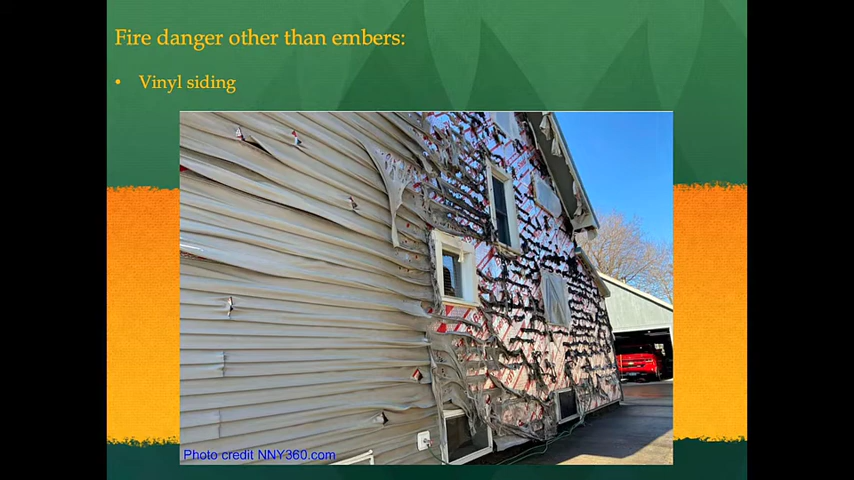 Fire danger other than embers:
• Vinyl siding
Photo credit NNY360.com